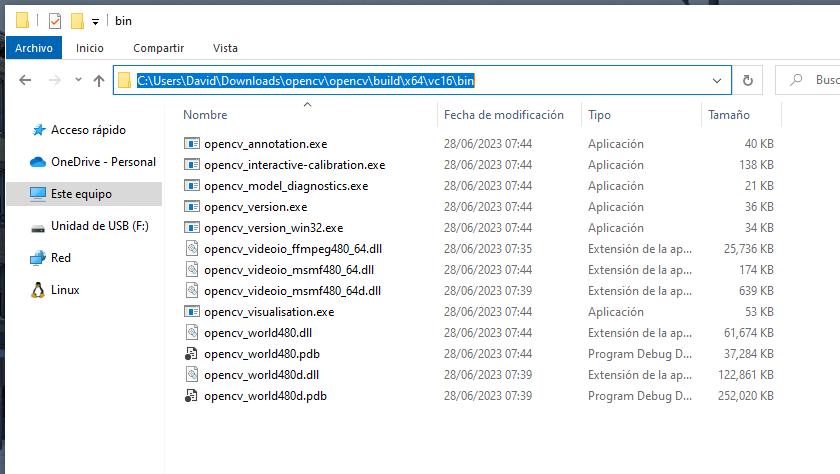 bin
Archivo Inicio Compartir Vista
C:\Users\David\Downloads\opencv\opencv\build\x64\vc16\bin Busc
Nombre Fecha de modificación Tipo Tamaño
Acceso rápido
OneDrive - Personal
Este equipo
Unidad de USB (F:)
Red
Linux
opencv_annotation.exe 28/06/2023 07:44 Aplicación 40 KB
opencv_interactive-calibration.exe 28/06/2023 07:44 Aplicación 138 KB
opencv_model_diagnostics.exe 28/06/2023 07:44 Aplicación 21 KB
opencv_version.exe 28/06/2023 07:44 Aplicación 36 KB
opencv_version_win32.exe 28/06/2023 07:44 Aplicación 34 KB
opencv_videoio_ffmpeg480_64.dll 28/06/2023 07:35 Extensión de la ap... 25,736 KB
opencv_videoio_msmf480_64.dll 28/06/2023 07:44 Extensión de la ap... 174 KB
opencv_videoio_msmf480_64d.dll 28/06/2023 07:39 Extensión de la ap... 639 KB
opencv_visualisation.exe 28/06/2023 07:44 Aplicación 53 KB
opencv_world480.dll 28/06/2023 07:44 Extensión de la ap... 61,674 KB
opencv_world480.pdb 28/06/2023 07:44 Program Debug D... 37,284 KB
opencv_world480d.dll 28/06/2023 07:39 Extensión de la ap... 122,861 KB
opencv_world480d.pdb 28/06/2023 07:39 Program Debug D... 252,020 KB